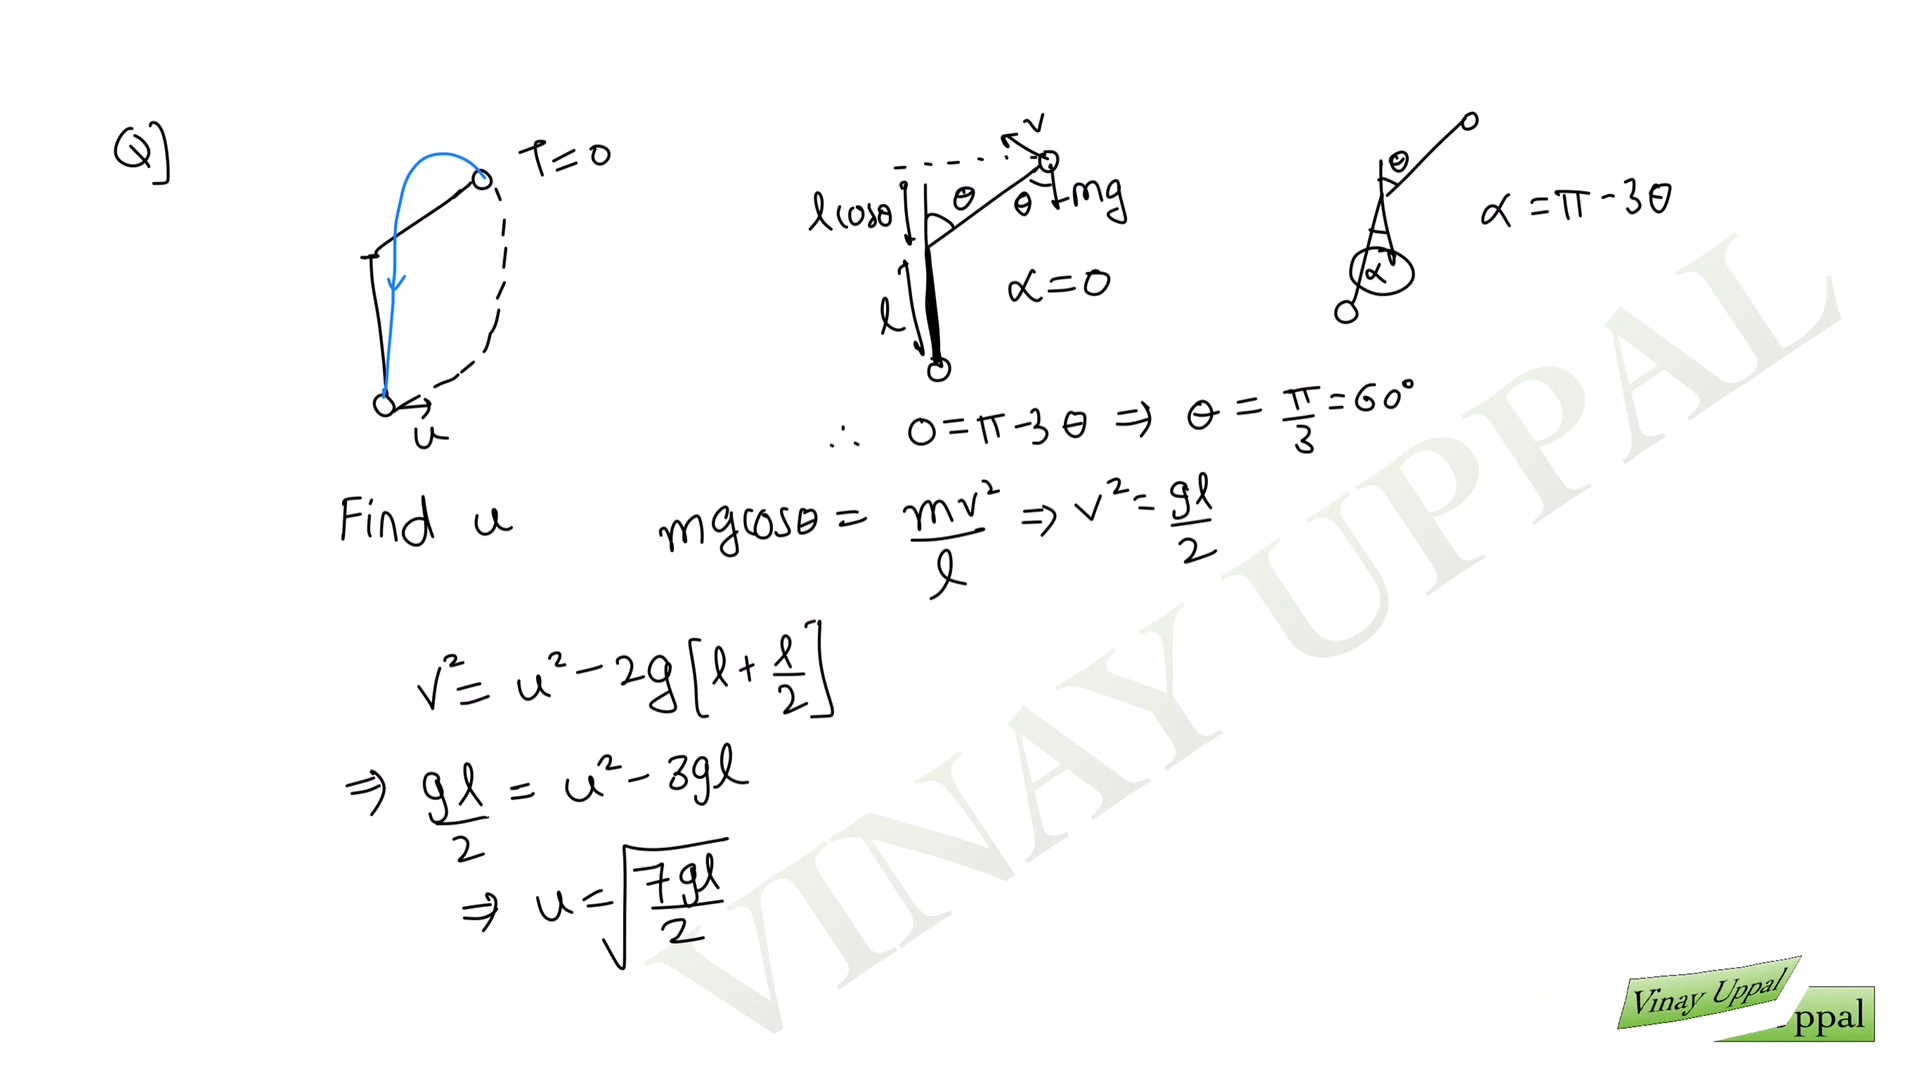 Q]
T=0
u
v
lcosθ
θ
θ
mg
l
α=0
θ
α
α=π-3θ
∴ 0=π-3θ ⇒ θ = π/3 = 60°
Find u
mgcosθ = mv²/l ⇒ v² = gl/2
v² = u² - 2g[l + l/2]
⇒ gl/2 = u² - 3gl
⇒ u = √(7gl/2)
VINAY UPPAL
Vinay Uppal
ppal